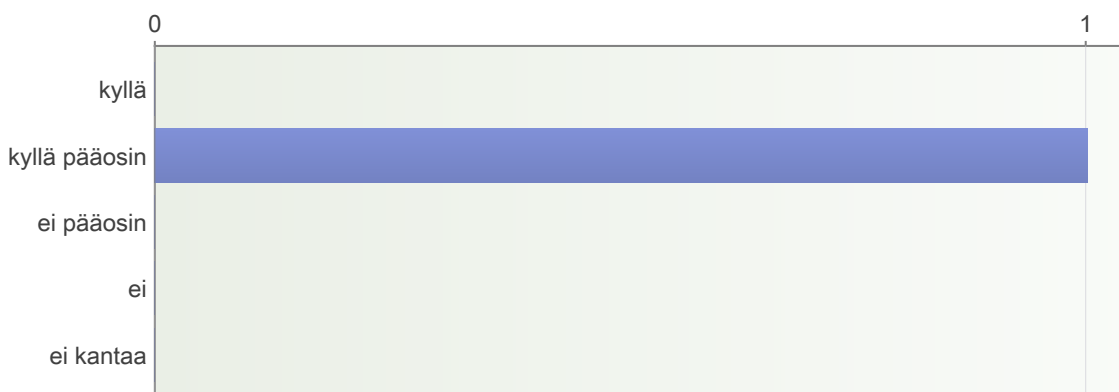 0 1
kyllä
kyllä pääosin
ei pääosin
ei
ei kantaa